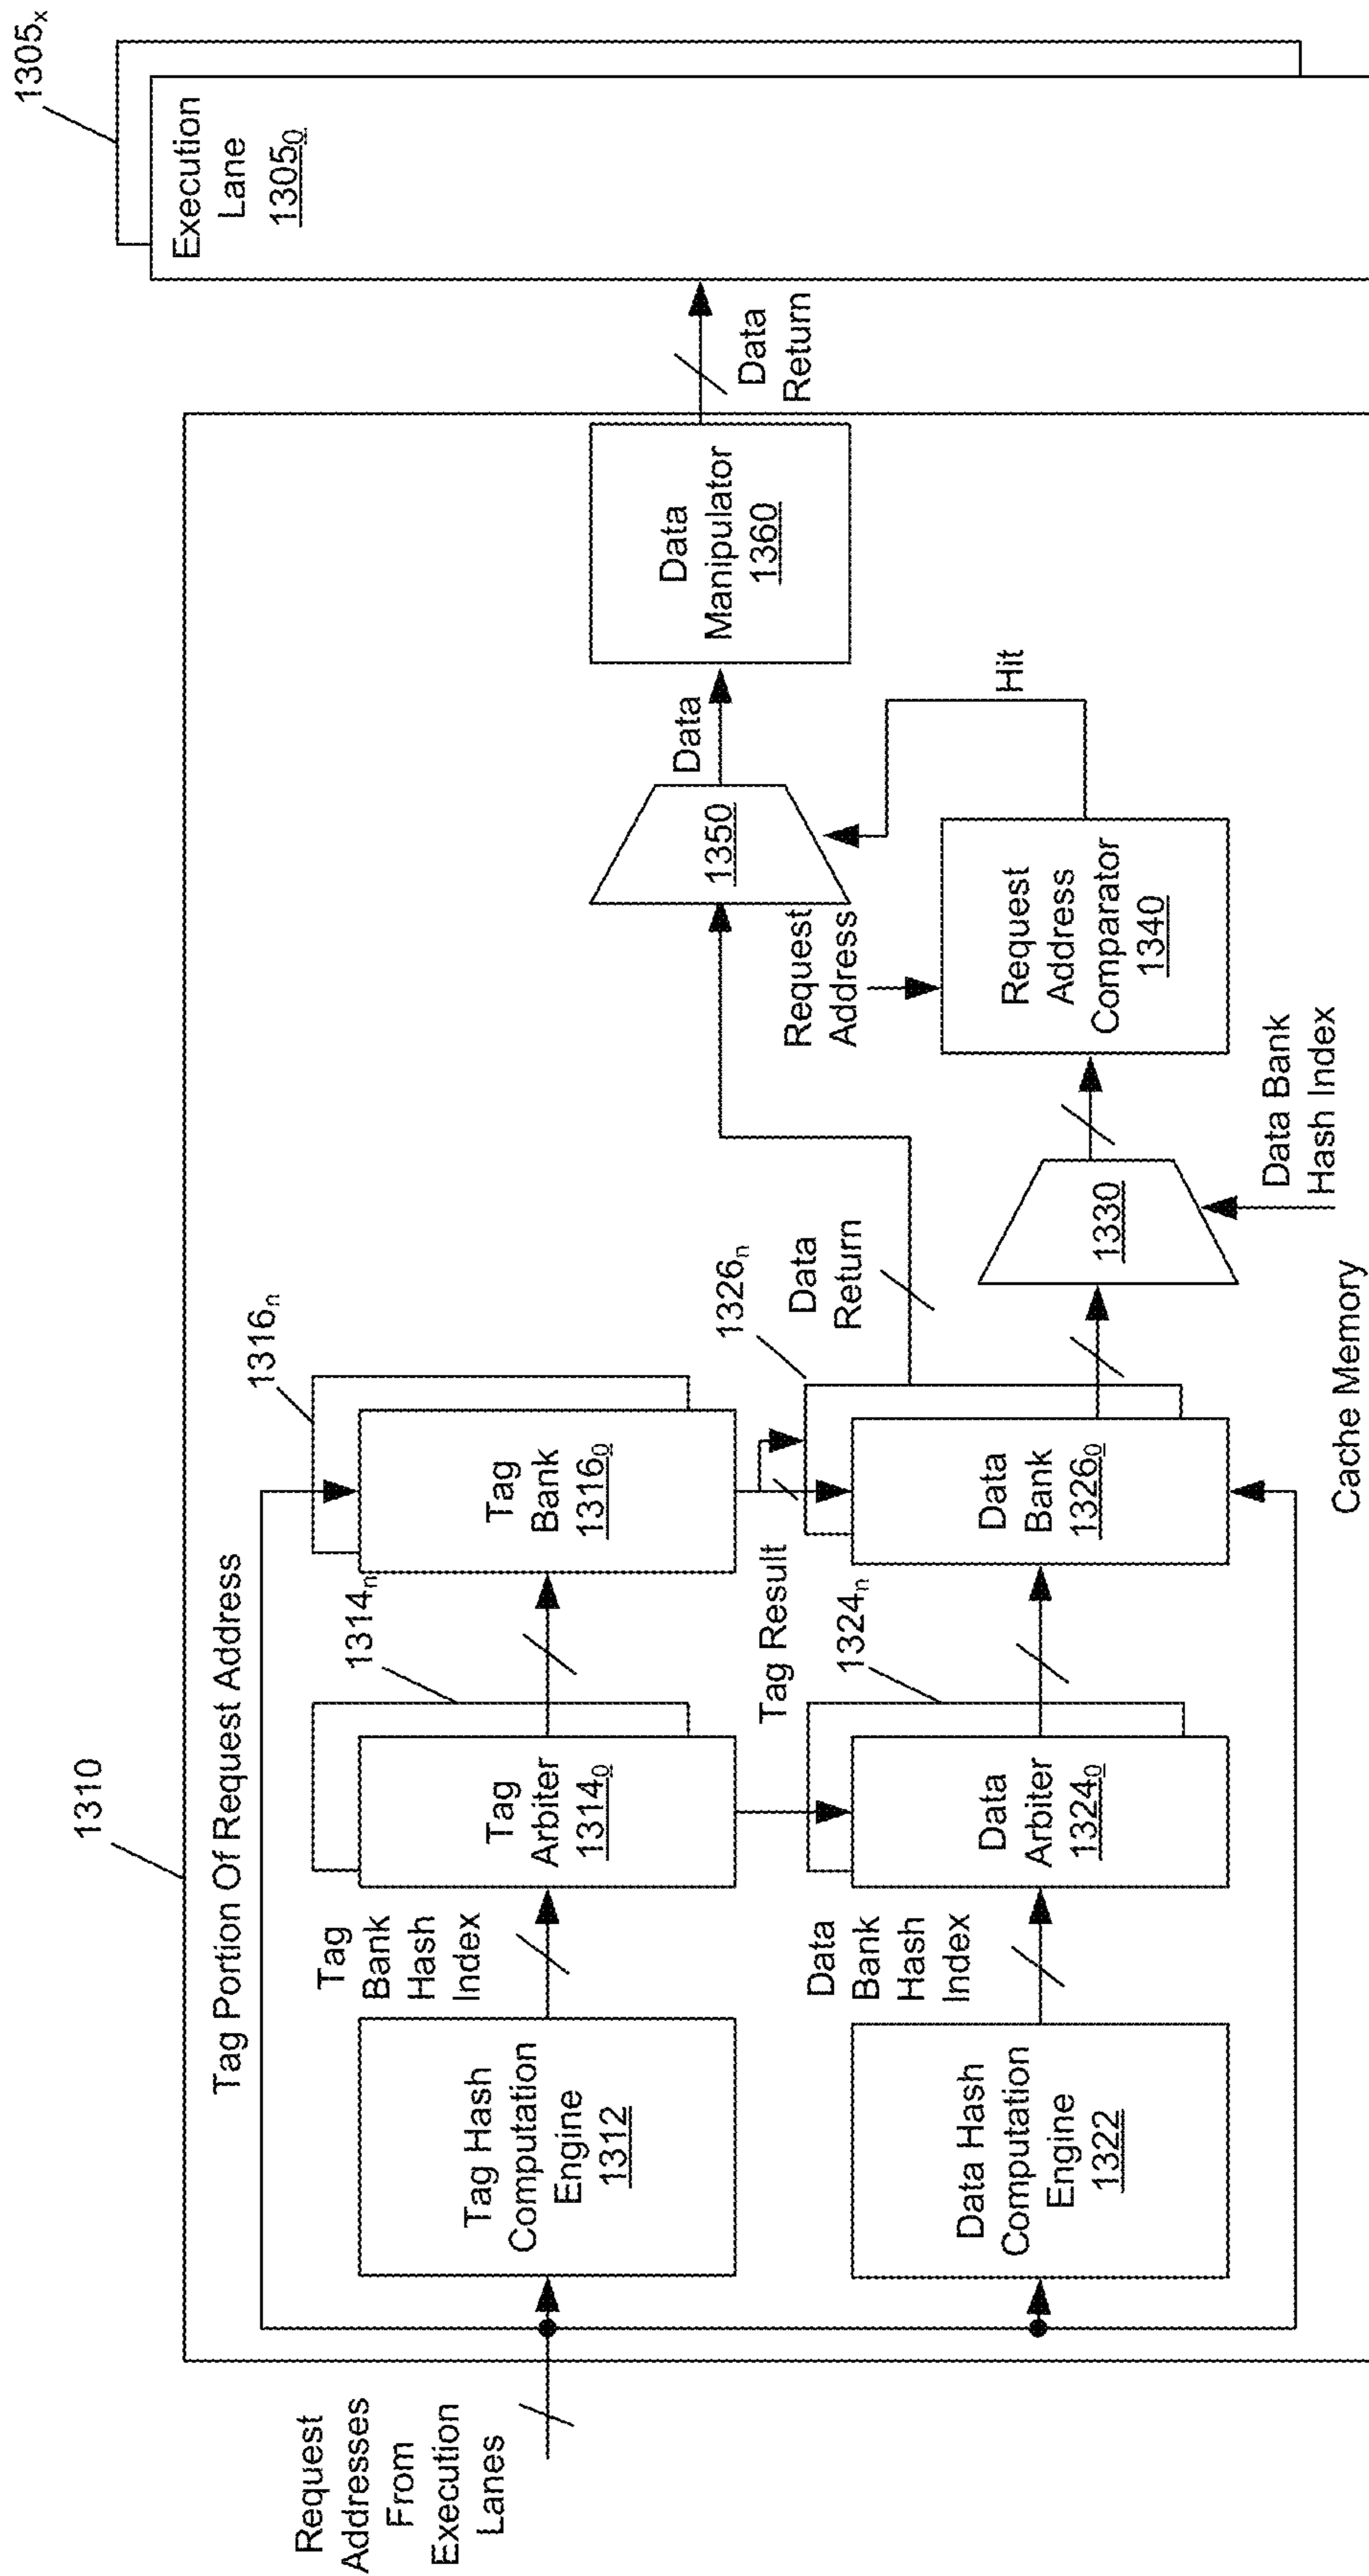 1305x
Execution
Lane
13050
1310
Tag Portion Of Request Address
Request
Addresses
From
Execution
Lanes
Tag Hash
Computation
Engine
1312
Tag
Bank
Hash
Index
1314n
Tag
Arbiter
13140
1316n
Tag
Bank
13160
Data Hash
Computation
Engine
1322
Data
Bank
Hash
Index
1324n
Data
Arbiter
13240
Tag Result
1326n
Data
Bank
13260
Data
Return
1330
Data Bank
Hash Index
Request
Address
Request
Address
Comparator
1340
Hit
1350
Data
Data
Manipulator
1360
Data
Return
Cache Memory